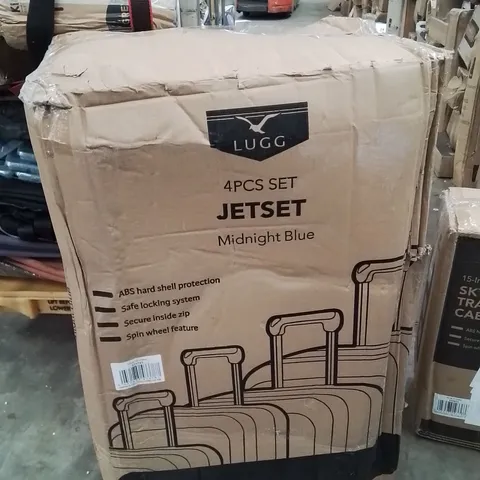 LUGG
4PCS SET
JETSET
Midnight Blue
ABS hard shell protection
Safe locking system
Secure inside zip
Spin wheel feature